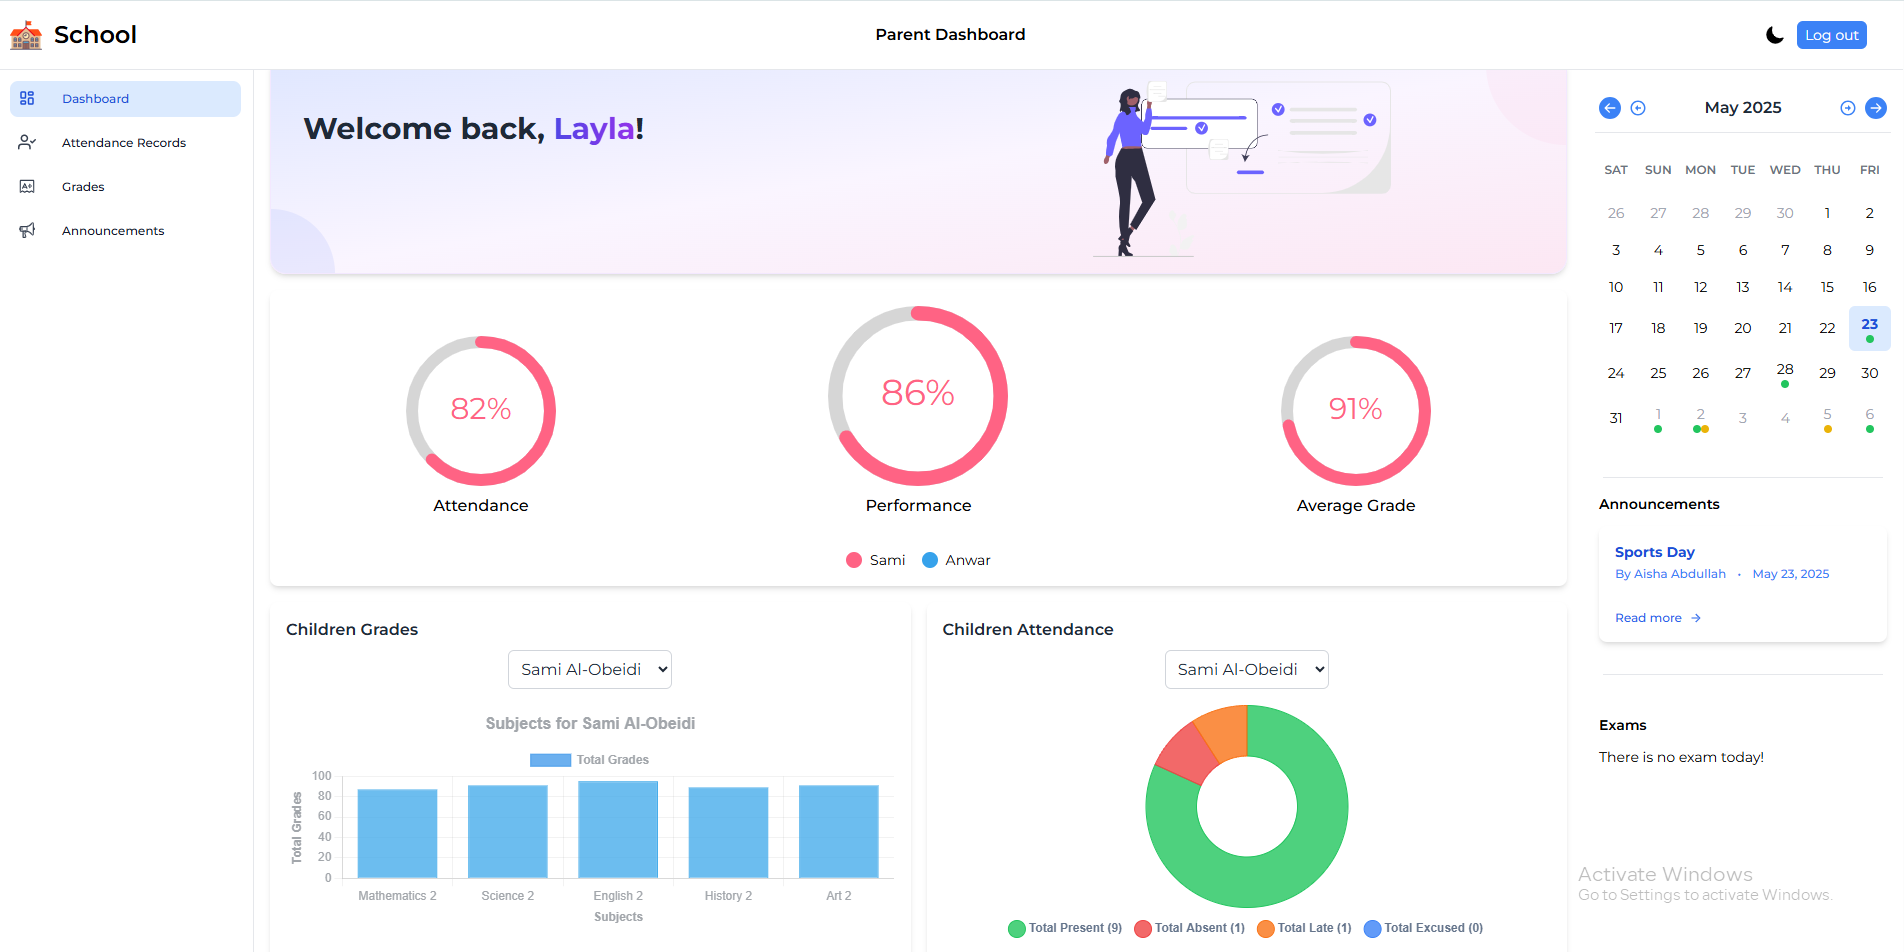 School
Parent Dashboard
Log out
Dashboard
Attendance Records
Grades
Announcements
Welcome back, Layla!
82%
Attendance
86%
Performance
91%
Average Grade
Sami Anwar
Children Grades
Sami Al-Obeidi
Subjects for Sami Al-Obeidi
Total Grades
100
80
60
40
20
0
Total Grades
Mathematics 2 Science 2 English 2 History 2 Art 2
Subjects
Children Attendance
Sami Al-Obeidi
Total Present (9) Total Absent (1) Total Late (1) Total Excused (0)
May 2025
SAT SUN MON TUE WED THU FRI
26 27 28 29 30 1 2
3 4 5 6 7 8 9
10 11 12 13 14 15 16
17 18 19 20 21 22 23
24 25 26 27 28 29 30
31 1 2 3 4 5 6
Announcements
Sports Day
By Aisha Abdullah • May 23, 2025
Read more →
Exams
There is no exam today!
Activate Windows
Go to Settings to activate Windows.